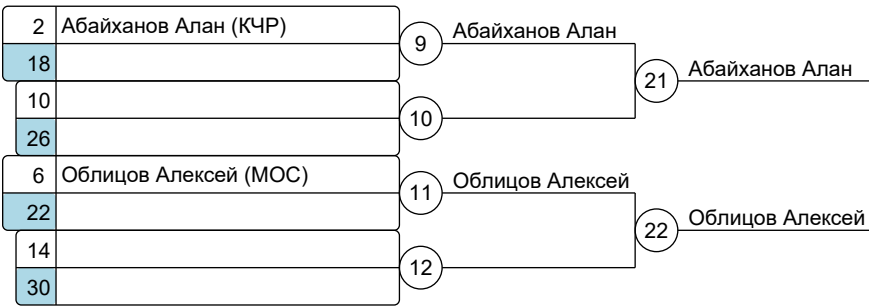 2 Абайханов Алан (КЧР)
9 Абайханов Алан
18
21 Абайханов Алан
10
10
26
6 Облицов Алексей (МОС)
11 Облицов Алексей
22
22 Облицов Алексей
14
12
30